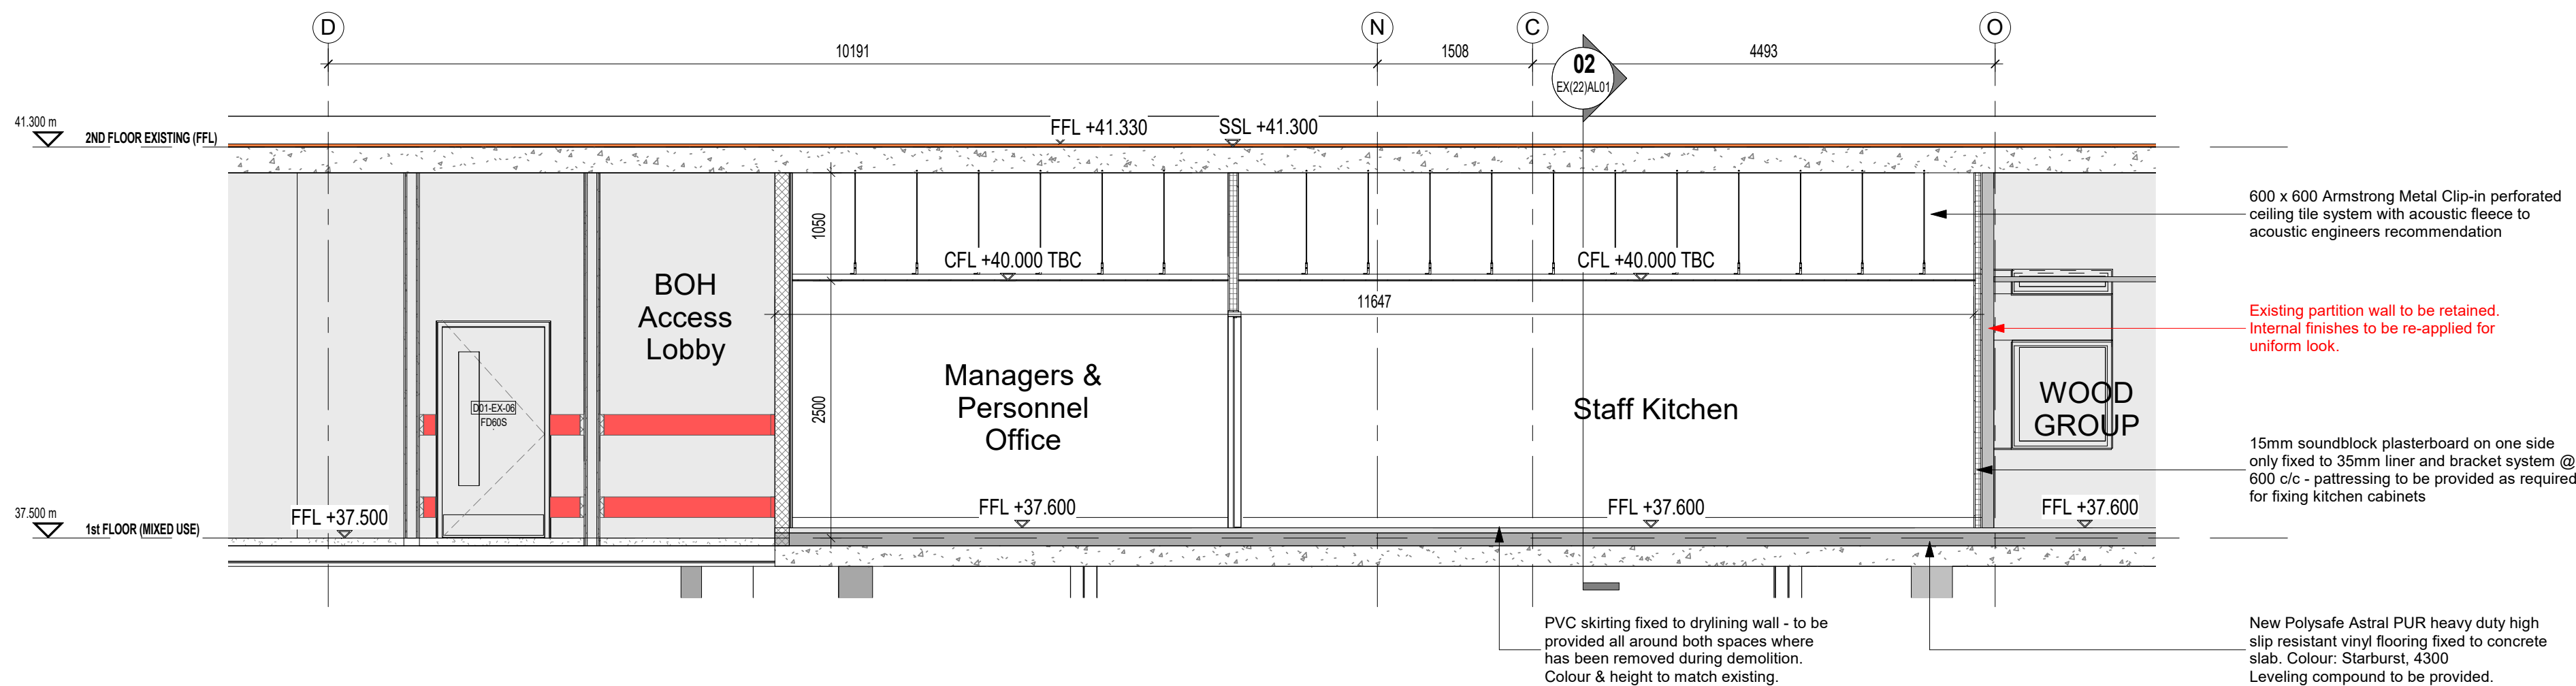 D
N
C
O
10191
1508
4493
02
EX(22)AL01
41.300 m
2ND FLOOR EXISTING (FFL)
FFL +41.330
SSL +41.300
600 x 600 Armstrong Metal Clip-in perforated
ceiling tile system with acoustic fleece to
acoustic engineers recommendation
1050
CFL +40.000 TBC
CFL +40.000 TBC
11647
BOH
Access
Lobby
Existing partition wall to be retained.
Internal finishes to be re-applied for
uniform look.
Managers &
Personnel
Office
2500
Staff Kitchen
WOOD
GROUP
D01-EX-06
FD60S
15mm soundblock plasterboard on one side
only fixed to 35mm liner and bracket system @
600 c/c - pattressing to be provided as required
for fixing kitchen cabinets
37.500 m
1st FLOOR (MIXED USE)
FFL +37.500
FFL +37.600
FFL +37.600
FFL +37.600
PVC skirting fixed to drylining wall - to be
provided all around both spaces where
has been removed during demolition.
Colour & height to match existing.
New Polysafe Astral PUR heavy duty high
slip resistant vinyl flooring fixed to concrete
slab. Colour: Starburst, 4300
Leveling compound to be provided.